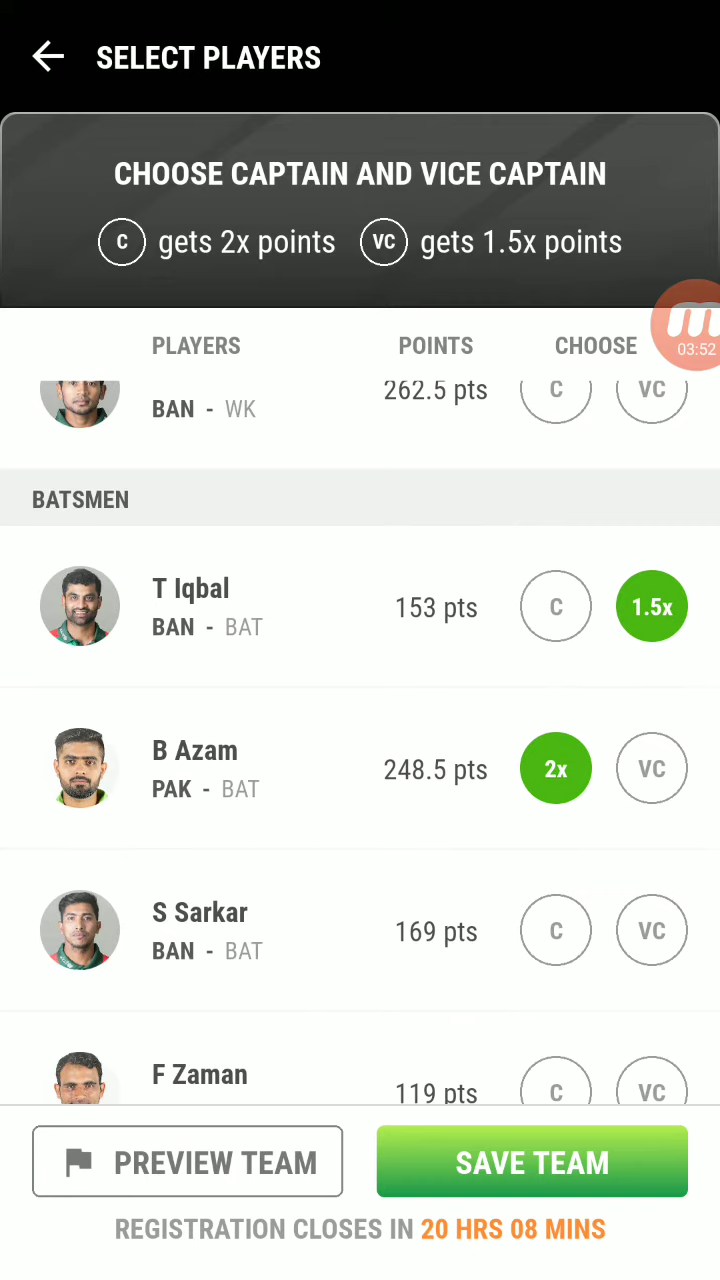 SELECT PLAYERS
CHOOSE CAPTAIN AND VICE CAPTAIN
C gets 2x points VC gets 1.5x points
PLAYERS POINTS CHOOSE
03:52
262.5 pts C VC
BAN - WK
BATSMEN
T Iqbal
153 pts C 1.5x
BAN - BAT
B Azam
248.5 pts 2x VC
PAK - BAT
S Sarkar
169 pts C VC
BAN - BAT
F Zaman
119 pts C VC
PREVIEW TEAM SAVE TEAM
REGISTRATION CLOSES IN 20 HRS 08 MINS